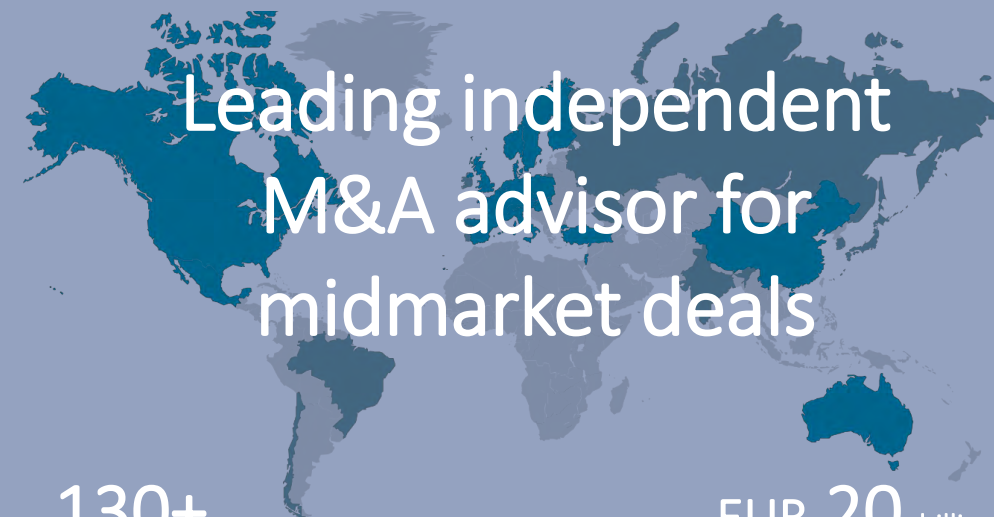 Leading independent
M&A advisor for
midmarket deals
130+ EUR 20